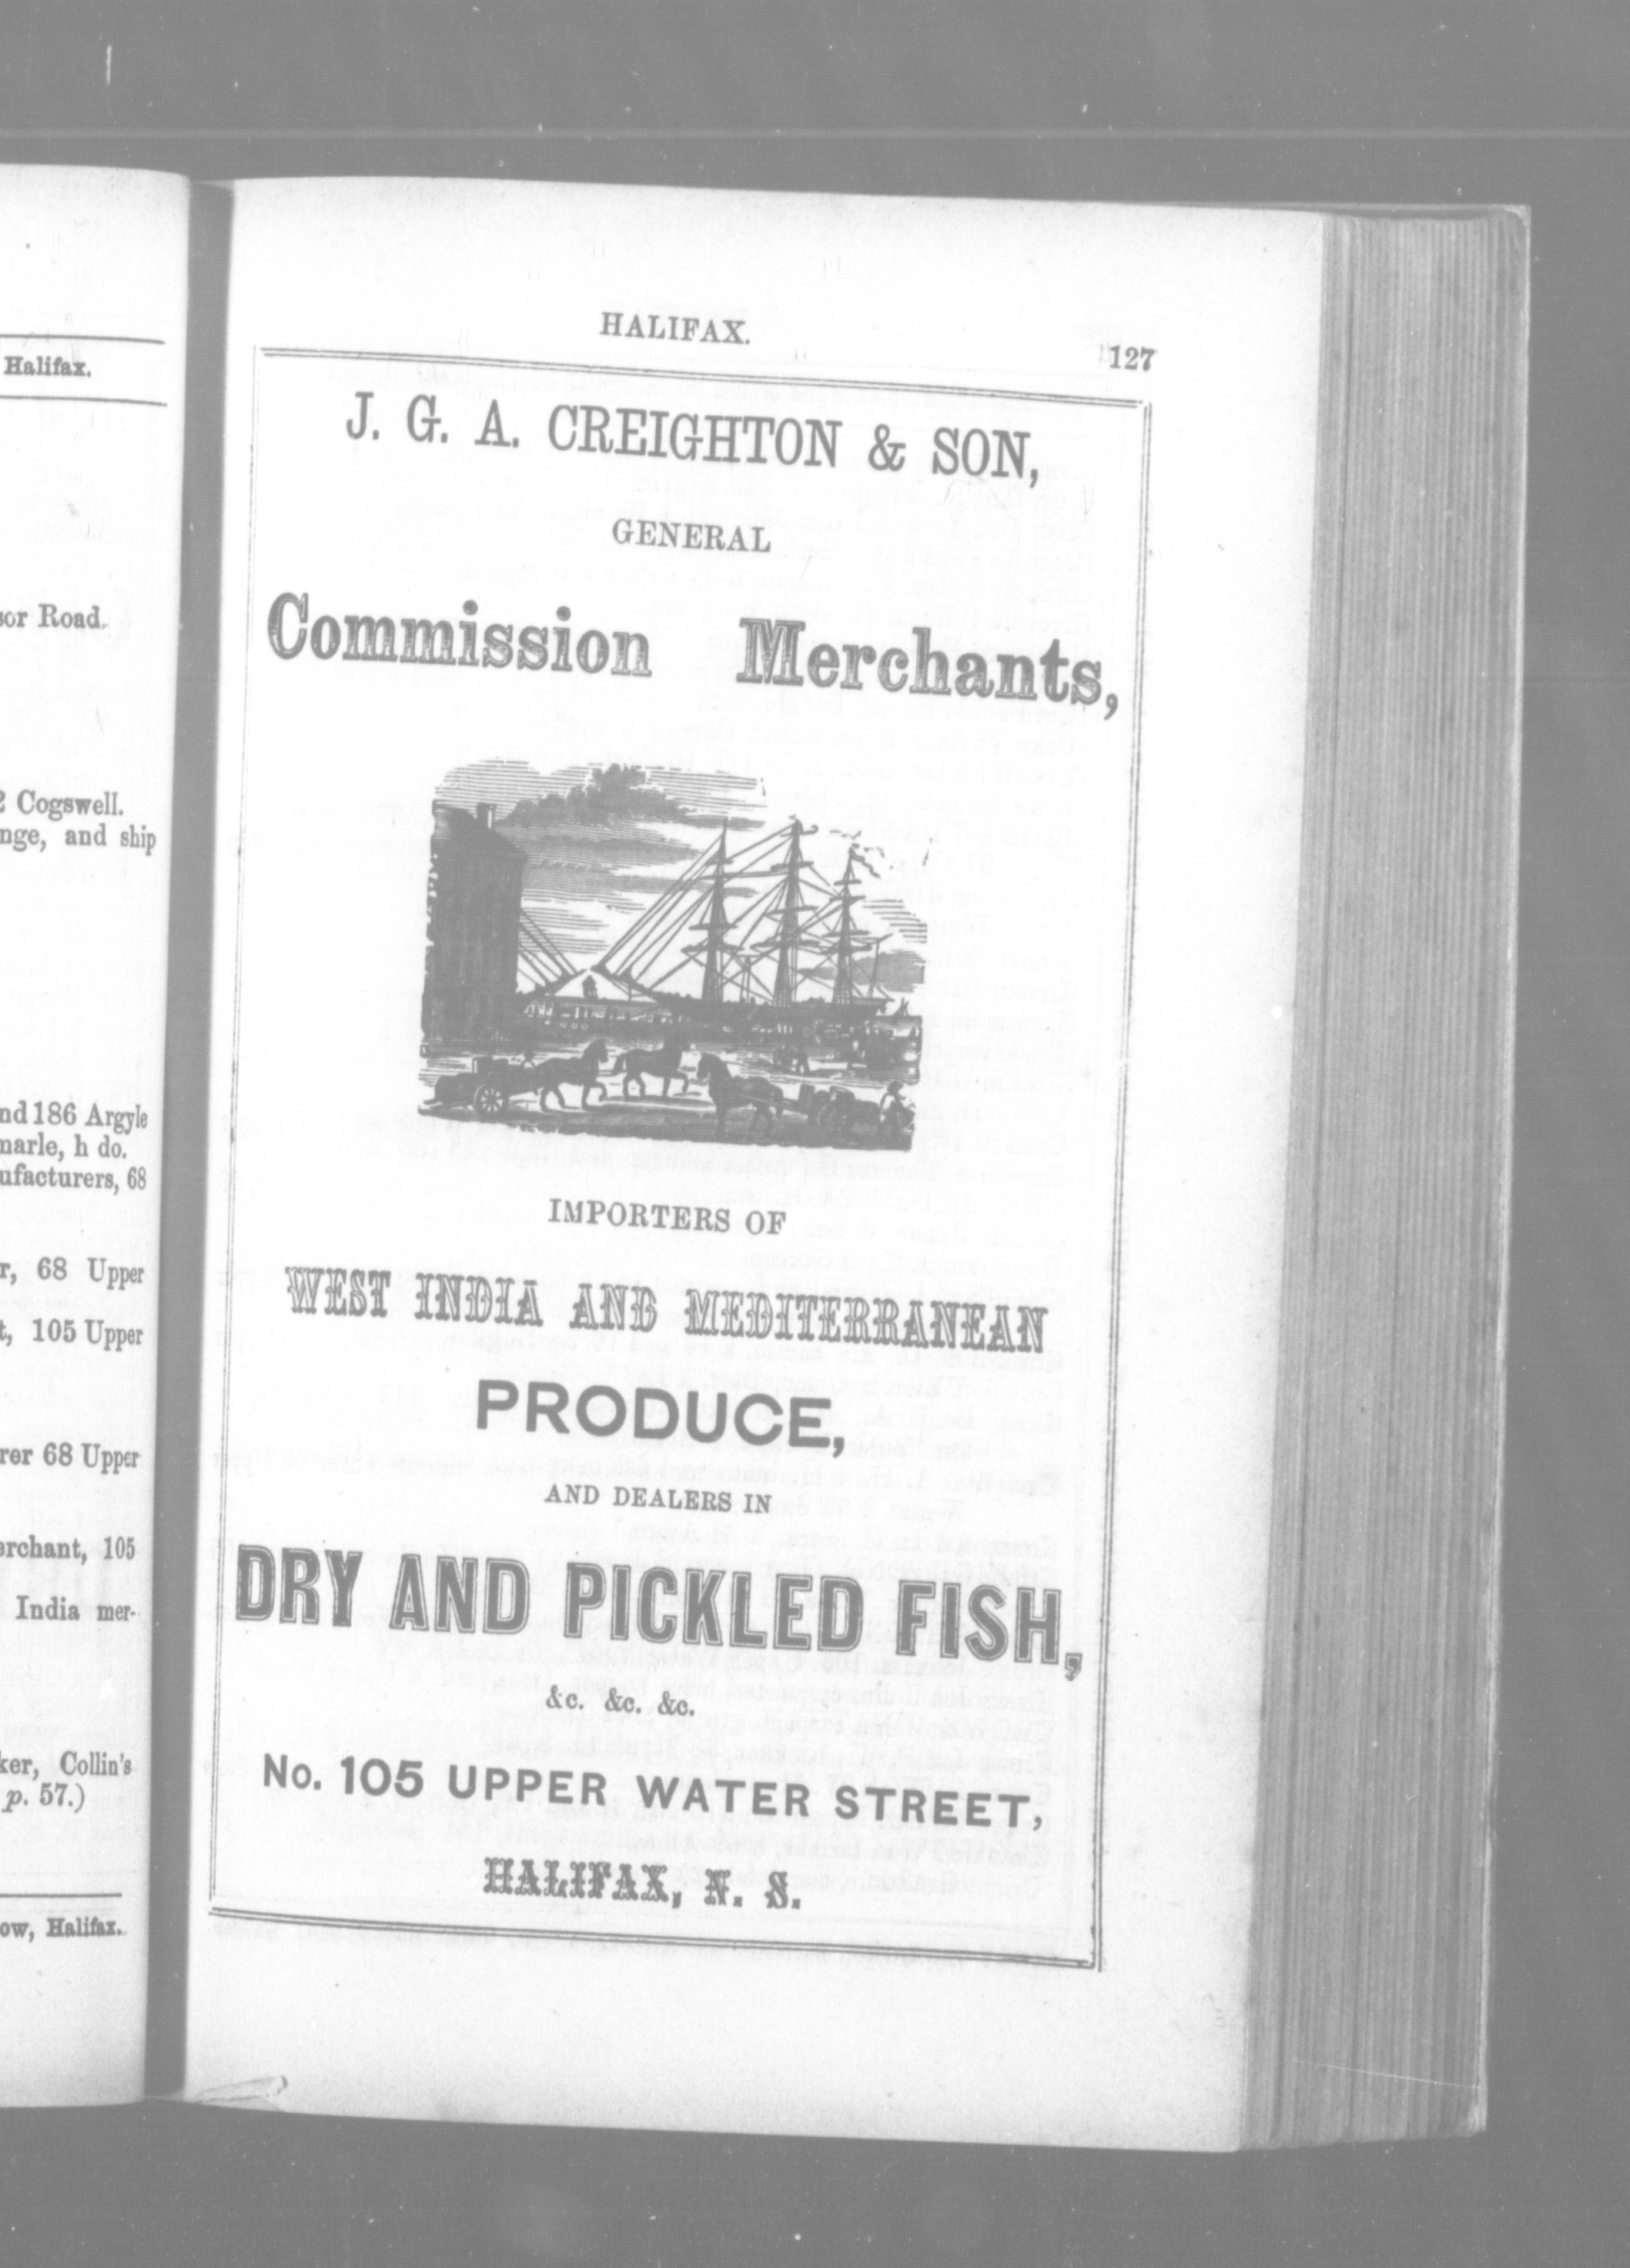 Halifax.
sor Road.
2 Cogswell.
nge, and ship
nd 186 Argyle
marle, h do.
ufacturers, 68
r, 68 Upper
t, 105 Upper
rer 68 Upper
erchant, 105
India mer-
ker, Collin's
p. 57.)
ow, Halifax.
HALIFAX.
127
J. G. A. CREIGHTON & SON,
GENERAL
Commission Merchants,
IMPORTERS OF
WEST INDIA AND MEDITERRANEAN
PRODUCE,
AND DEALERS IN
DRY AND PICKLED FISH,
&c. &c. &c.
No. 105 UPPER WATER STREET,
HALIFAX, N. S.